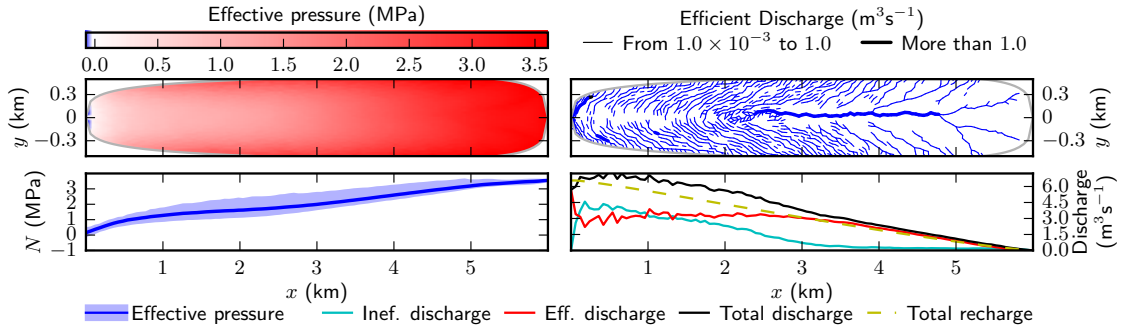 Effective pressure (MPa)
0.0 0.5 1.0 1.5 2.0 2.5 3.0 3.5
Efficient Discharge (m³s⁻¹)
From 1.0 × 10⁻³ to 1.0 More than 1.0
y (km)
0.3
0
−0.3
0.3
0
−0.3
y (km)
N (MPa)
3
2
1
0
−1
1 2 3 4 5
x (km)
6.0
4.5
3.0
1.5
0.0
Discharge
(m³ s⁻¹)
1 2 3 4 5
x (km)
Effective pressure Inef. discharge Eff. discharge Total discharge Total recharge